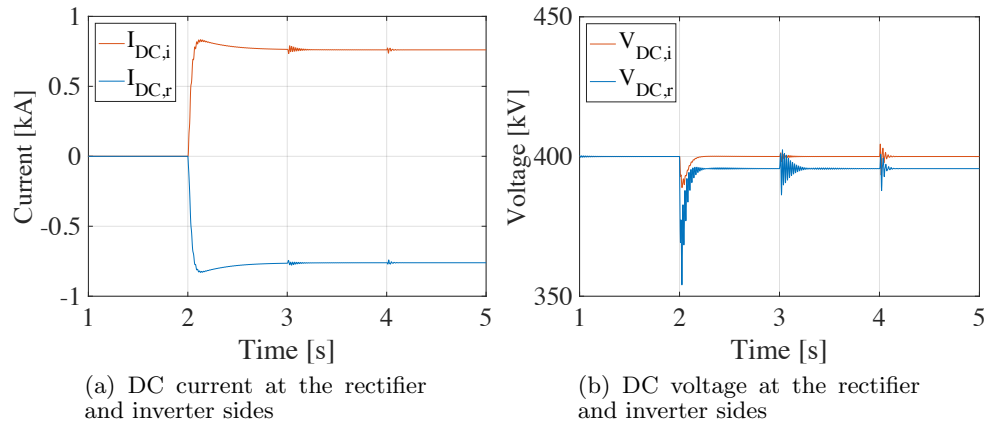 1
0.5
0
-0.5
-1
Current [kA]
I_DC,i
I_DC,r
1 2 3 4 5
Time [s]
(a) DC current at the rectifier
and inverter sides
450
400
350
Voltage [kV]
V_DC,i
V_DC,r
1 2 3 4 5
Time [s]
(b) DC voltage at the rectifier
and inverter sides